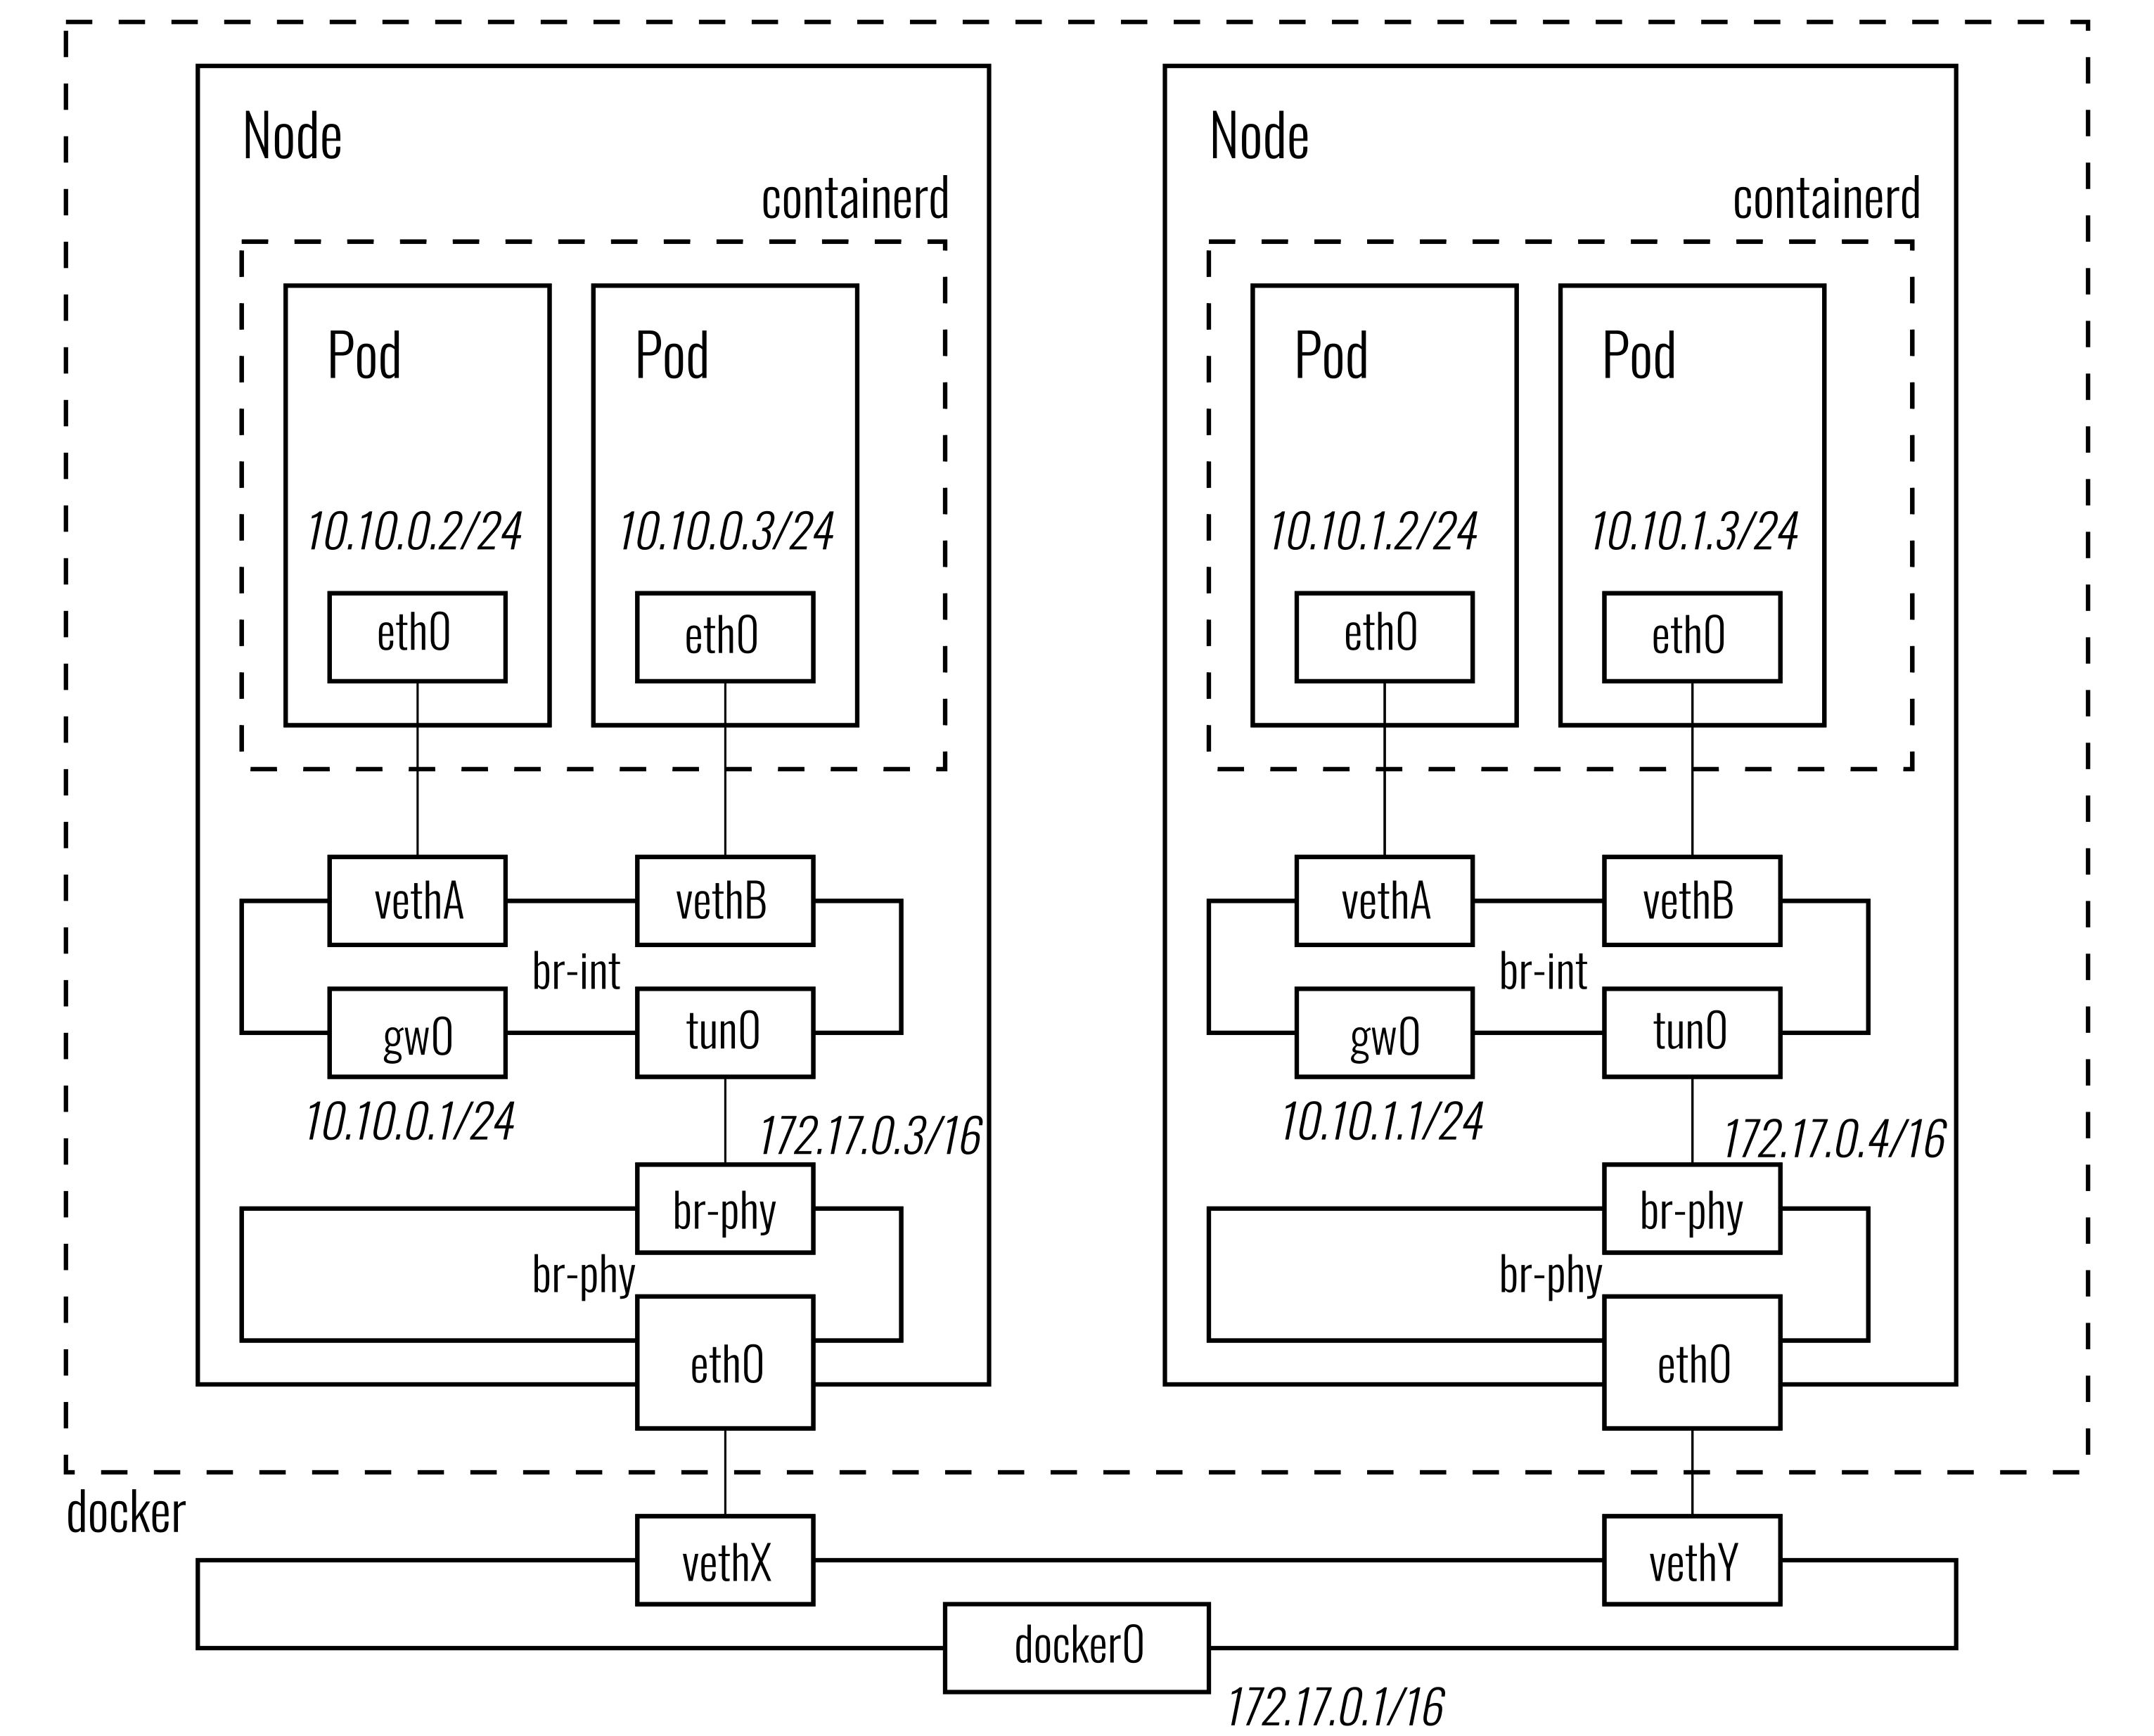 Node
containerd
Pod
Pod
10.10.0.2/24
10.10.0.3/24
eth0
eth0
vethA
vethB
br-int
gw0
tun0
10.10.0.1/24
172.17.0.3/16
br-phy
br-phy
eth0
Node
containerd
Pod
Pod
10.10.1.2/24
10.10.1.3/24
eth0
eth0
vethA
vethB
br-int
gw0
tun0
10.10.1.1/24
172.17.0.4/16
br-phy
br-phy
eth0
docker
vethX
vethY
docker0
172.17.0.1/16